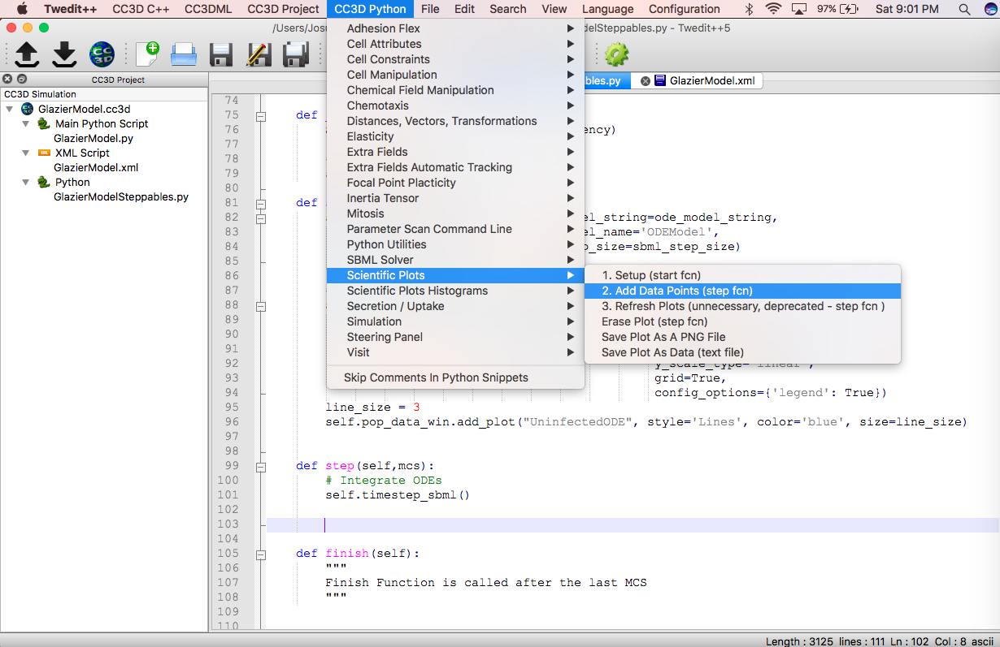 Twedit++ CC3D C++ CC3DML CC3D Project CC3D Python File Edit Search View Language Configuration 97% Sat 9:01 PM
/Users/Josu elSteppables.py - Twedit++5
CC3D Project
bles.py GlazierModel.xml
CC3D Simulation
GlazierModel.cc3d
Main Python Script
GlazierModel.py
XML Script
GlazierModel.xml
Python
GlazierModelSteppables.py
Adhesion Flex
Cell Attributes
Cell Constraints
Cell Manipulation
Chemical Field Manipulation
Chemotaxis
Distances, Vectors, Transformations
Elasticity
Extra Fields
Extra Fields Automatic Tracking
Focal Point Placticity
Inertia Tensor
Mitosis
Parameter Scan Command Line
Python Utilities
SBML Solver
Scientific Plots
Scientific Plots Histograms
Secretion / Uptake
Simulation
Steering Panel
Visit
Skip Comments In Python Snippets
1. Setup (start fcn)
2. Add Data Points (step fcn)
3. Refresh Plots (unnecessary, deprecated - step fcn )
Erase Plot (step fcn)
Save Plot As A PNG File
Save Plot As Data (text file)
74
75 def
76 ency)
77
78
79
80
81 def
82 el_string=ode_model_string,
83 el_name='ODEModel',
84 p_size=sbml_step_size)
85
86
87
88
89
90
91
92 y_scale_type='linear',
93 grid=True,
94 config_options={'legend': True})
95 line_size = 3
96 self.pop_data_win.add_plot("UninfectedODE", style='Lines', color='blue', size=line_size)
97
98
99 def step(self,mcs):
100 # Integrate ODEs
101 self.timestep_sbml()
102
103
104
105 def finish(self):
106 """
107 Finish Function is called after the last MCS
108 """
109
110
Length : 3125 lines : 111 Ln : 102 Col : 8 ascii